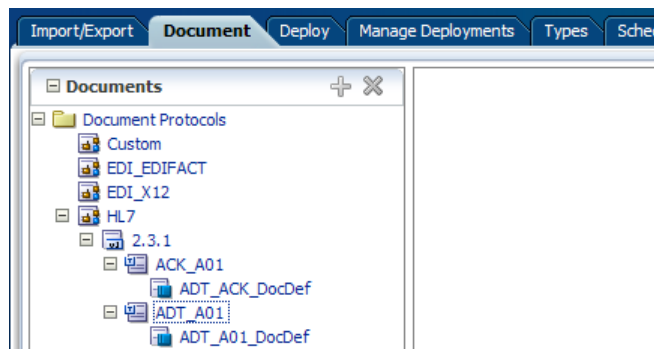 Import/Export Document Deploy Manage Deployments Types
Documents
Document Protocols
Custom
EDI_EDIFACT
EDI_X12
HL7
2.3.1
ACK_A01
ADT_ACK_DocDef
ADT_A01
ADT_A01_DocDef